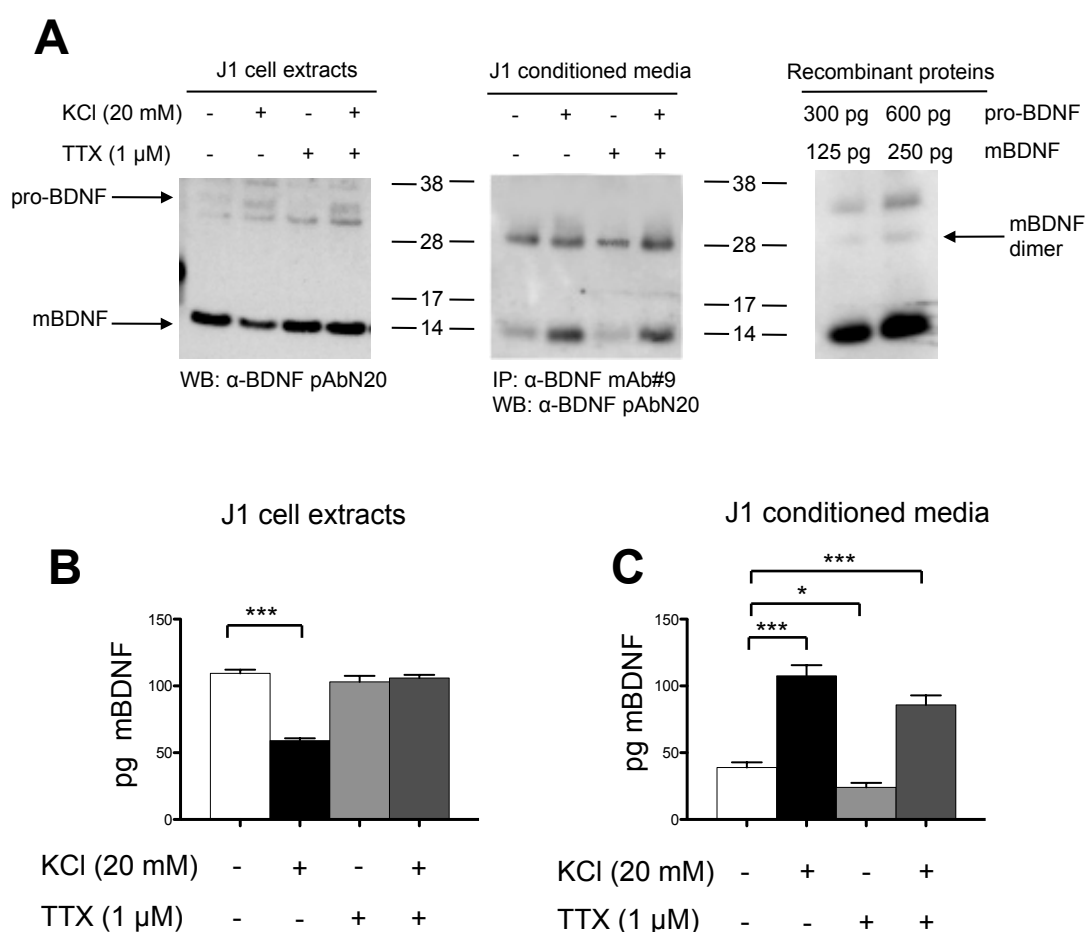 A
J1 cell extracts
J1 conditioned media
Recombinant proteins
KCl (20 mM) - + - + - + - + 300 pg 600 pg pro-BDNF
TTX (1 µM) - - + + - - + + 125 pg 250 pg mBDNF
pro-BDNF
38
38
28
28
mBDNF dimer
17
17
mBDNF
14
14
WB: α-BDNF pAbN20
IP: α-BDNF mAb#9
WB: α-BDNF pAbN20
B
J1 cell extracts
***
pg mBDNF
150
100
50
0
KCl (20 mM) - + - +
TTX (1 µM) - - + +
C
J1 conditioned media
***
*
***
pg mBDNF
150
100
50
0
KCl (20 mM) - + - +
TTX (1 µM) - - + +